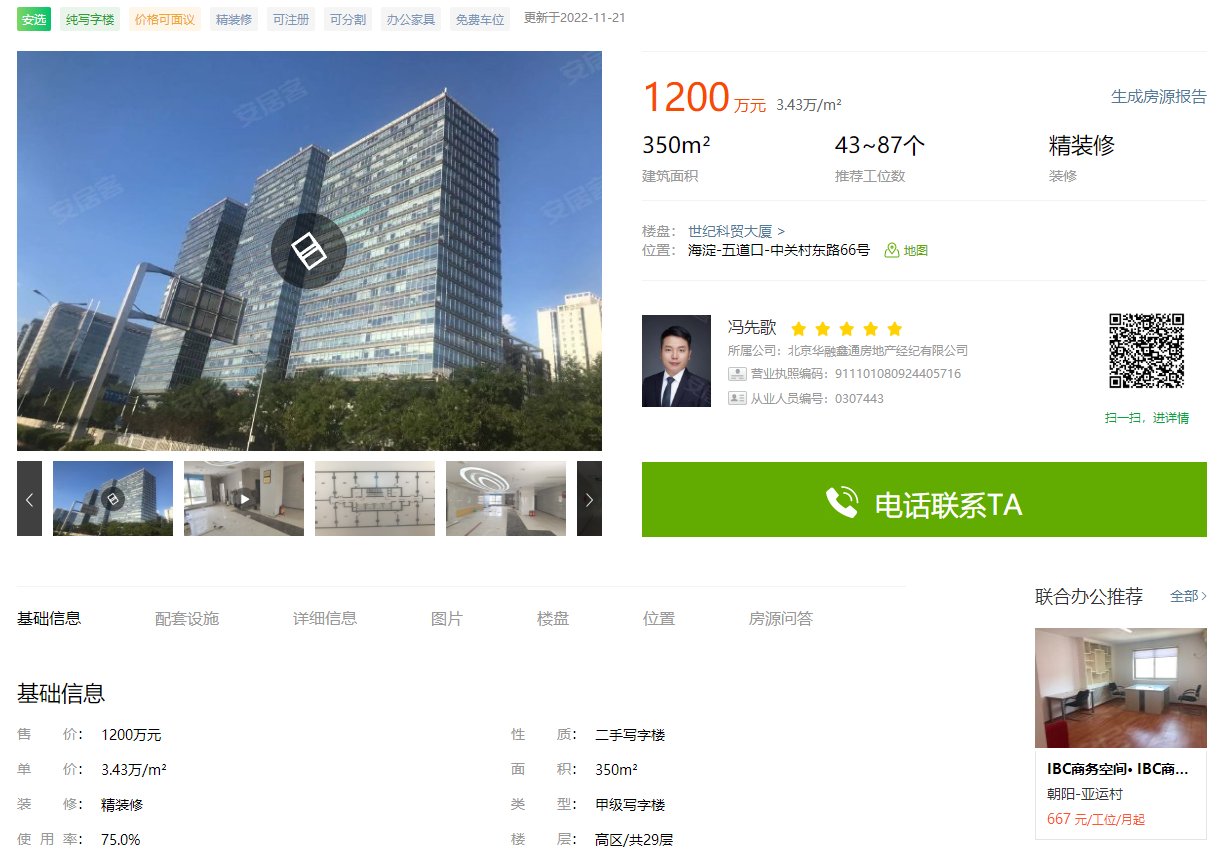 安选 纯写字楼 价格可面议 精装修 可注册 可分割 办公家具 免费车位 更新于2022-11-21
安居客
安居客
1200 万元 3.43万/m² 生成房源报告
350m² 43~87个 精装修
建筑面积 推荐工位数 装修
楼盘: 世纪科贸大厦 >
位置: 海淀-五道口-中关村东路66号 地图
冯先歌
所属公司: 北京华融鑫通房地产经纪有限公司
营业执照编码: 911101080924405716
从业人员编号: 0307443
扫一扫，进详情
电话联系TA
基础信息 配套设施 详细信息 图片 楼盘 位置 房源问答
基础信息
售 价: 1200万元 性 质: 二手写字楼
单 价: 3.43万/m² 面 积: 350m²
装 修: 精装修 类 型: 甲级写字楼
使 用 率: 75.0% 楼 层: 高区/共29层
联合办公推荐 全部>
IBC商务空间• IBC商...
朝阳-亚运村
667 元/工位/月起